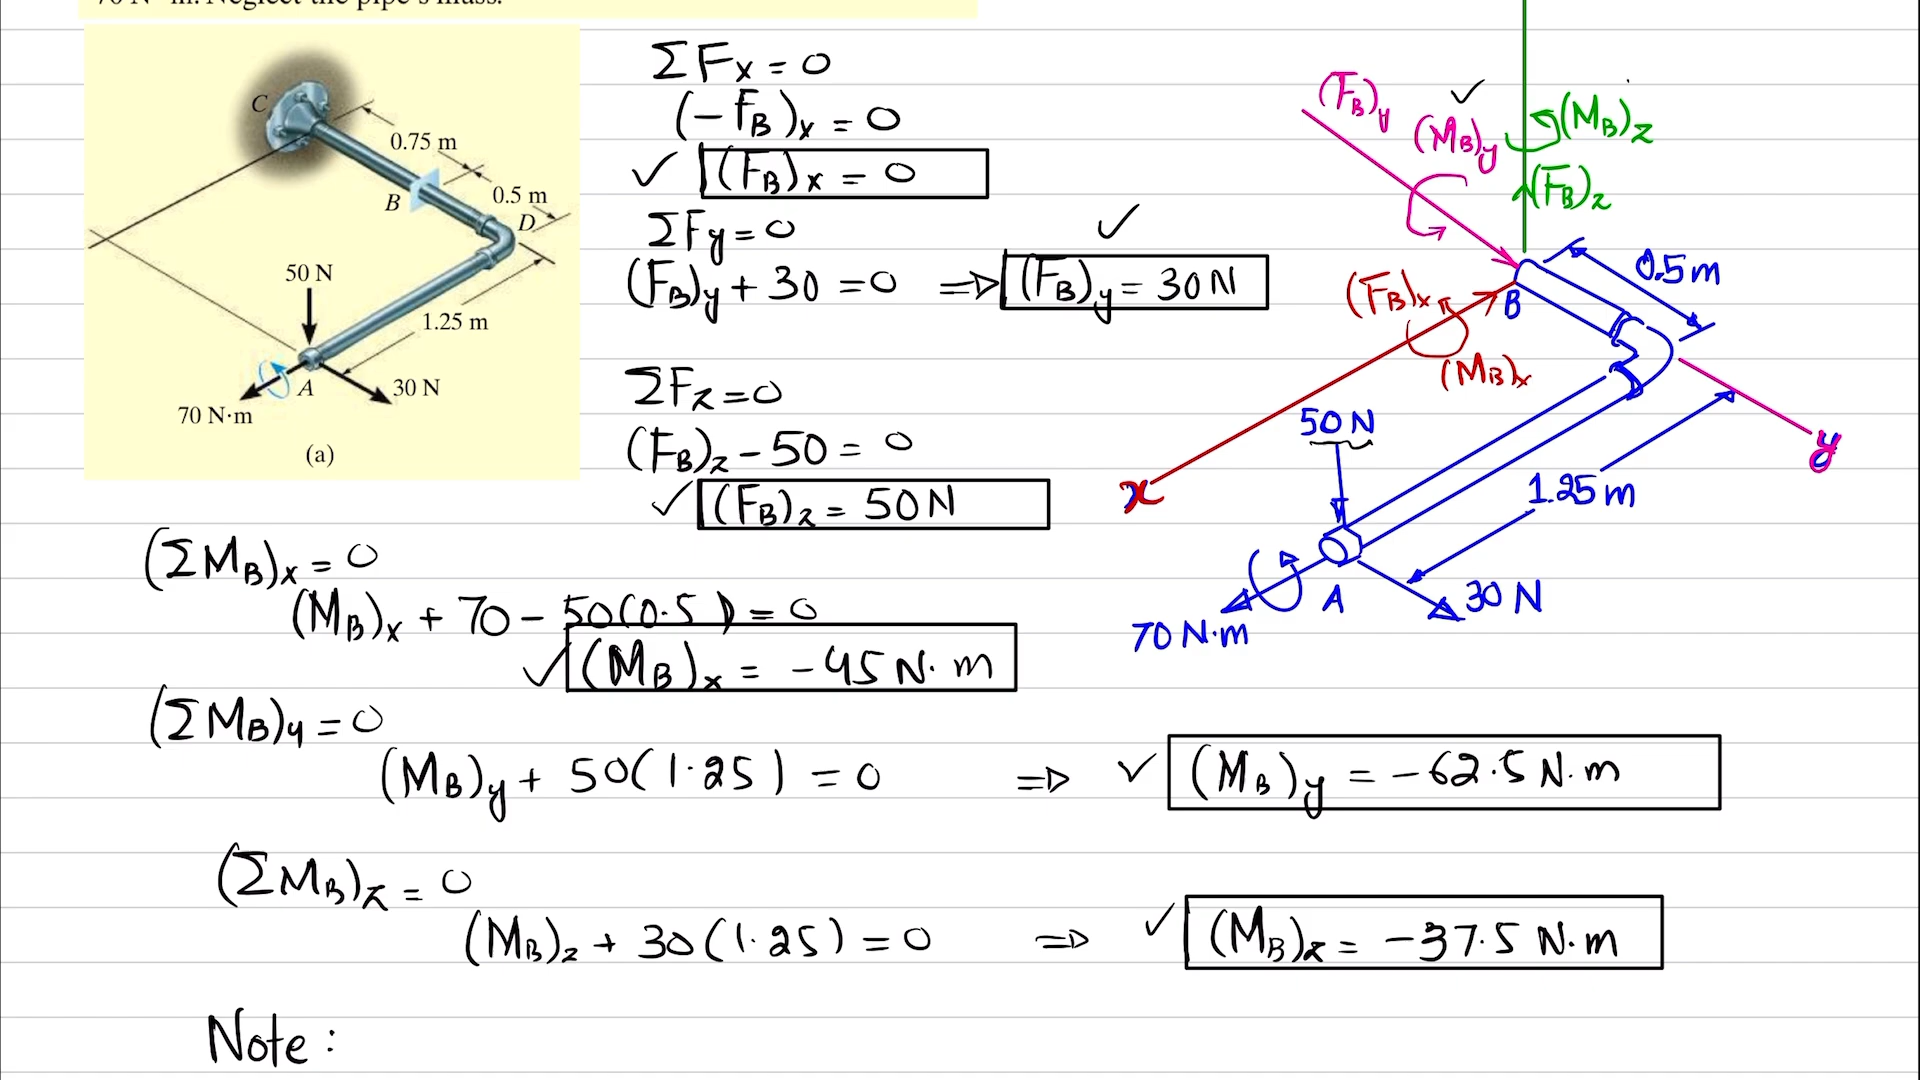 70 N · m. Neglect the pipe's mass.
C
0.75 m
B
0.5 m
D
50 N
1.25 m
A
30 N
70 N·m
(a)
ΣFx = 0
(-FB)x = 0
✓ (FB)x = 0
ΣFy = 0
✓
(FB)y + 30 = 0 ⇒ (FB)y = 30 N
ΣFz = 0
(FB)z - 50 = 0
✓ (FB)z = 50 N
(ΣMB)x = 0
(MB)x + 70 - 50(0.5) = 0
✓ (MB)x = -45 N·m
(ΣMB)y = 0
(MB)y + 50(1.25) = 0 ⇒ ✓ (MB)y = -62.5 N·m
(ΣMB)z = 0
(MB)z + 30(1.25) = 0 ⇒ ✓ (MB)z = -37.5 N·m
Note :
(FB)y
✓
(MB)y
(MB)z
(FB)z
0.5 m
(FB)x
B
(MB)x
50 N
y
x
1.25 m
A
30 N
70 N·m